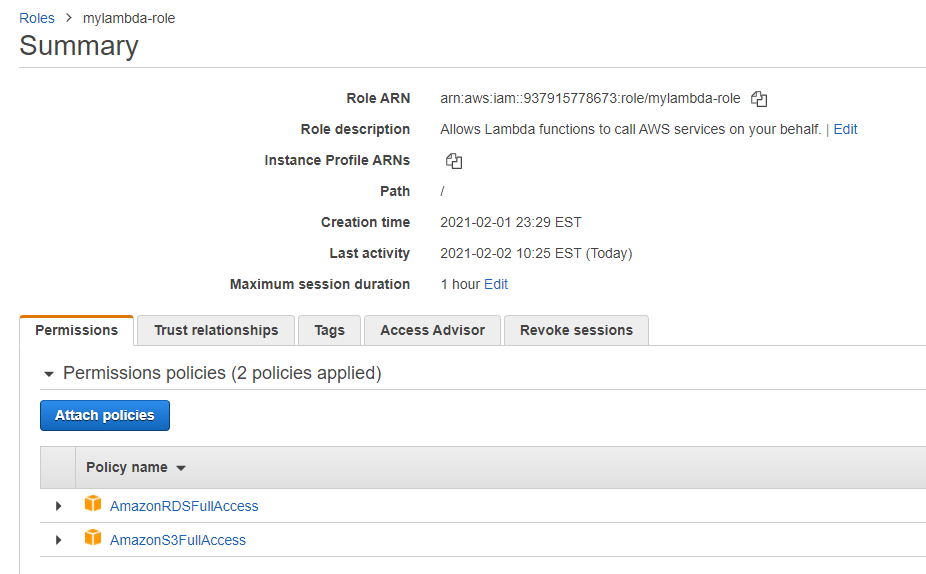 Roles > mylambda-role
Summary
Role ARN arn:aws:iam::937915778673:role/mylambda-role
Role description Allows Lambda functions to call AWS services on your behalf. | Edit
Instance Profile ARNs
Path /
Creation time 2021-02-01 23:29 EST
Last activity 2021-02-02 10:25 EST (Today)
Maximum session duration 1 hour Edit
Permissions Trust relationships Tags Access Advisor Revoke sessions
Permissions policies (2 policies applied)
Attach policies
Policy name
AmazonRDSFullAccess
AmazonS3FullAccess